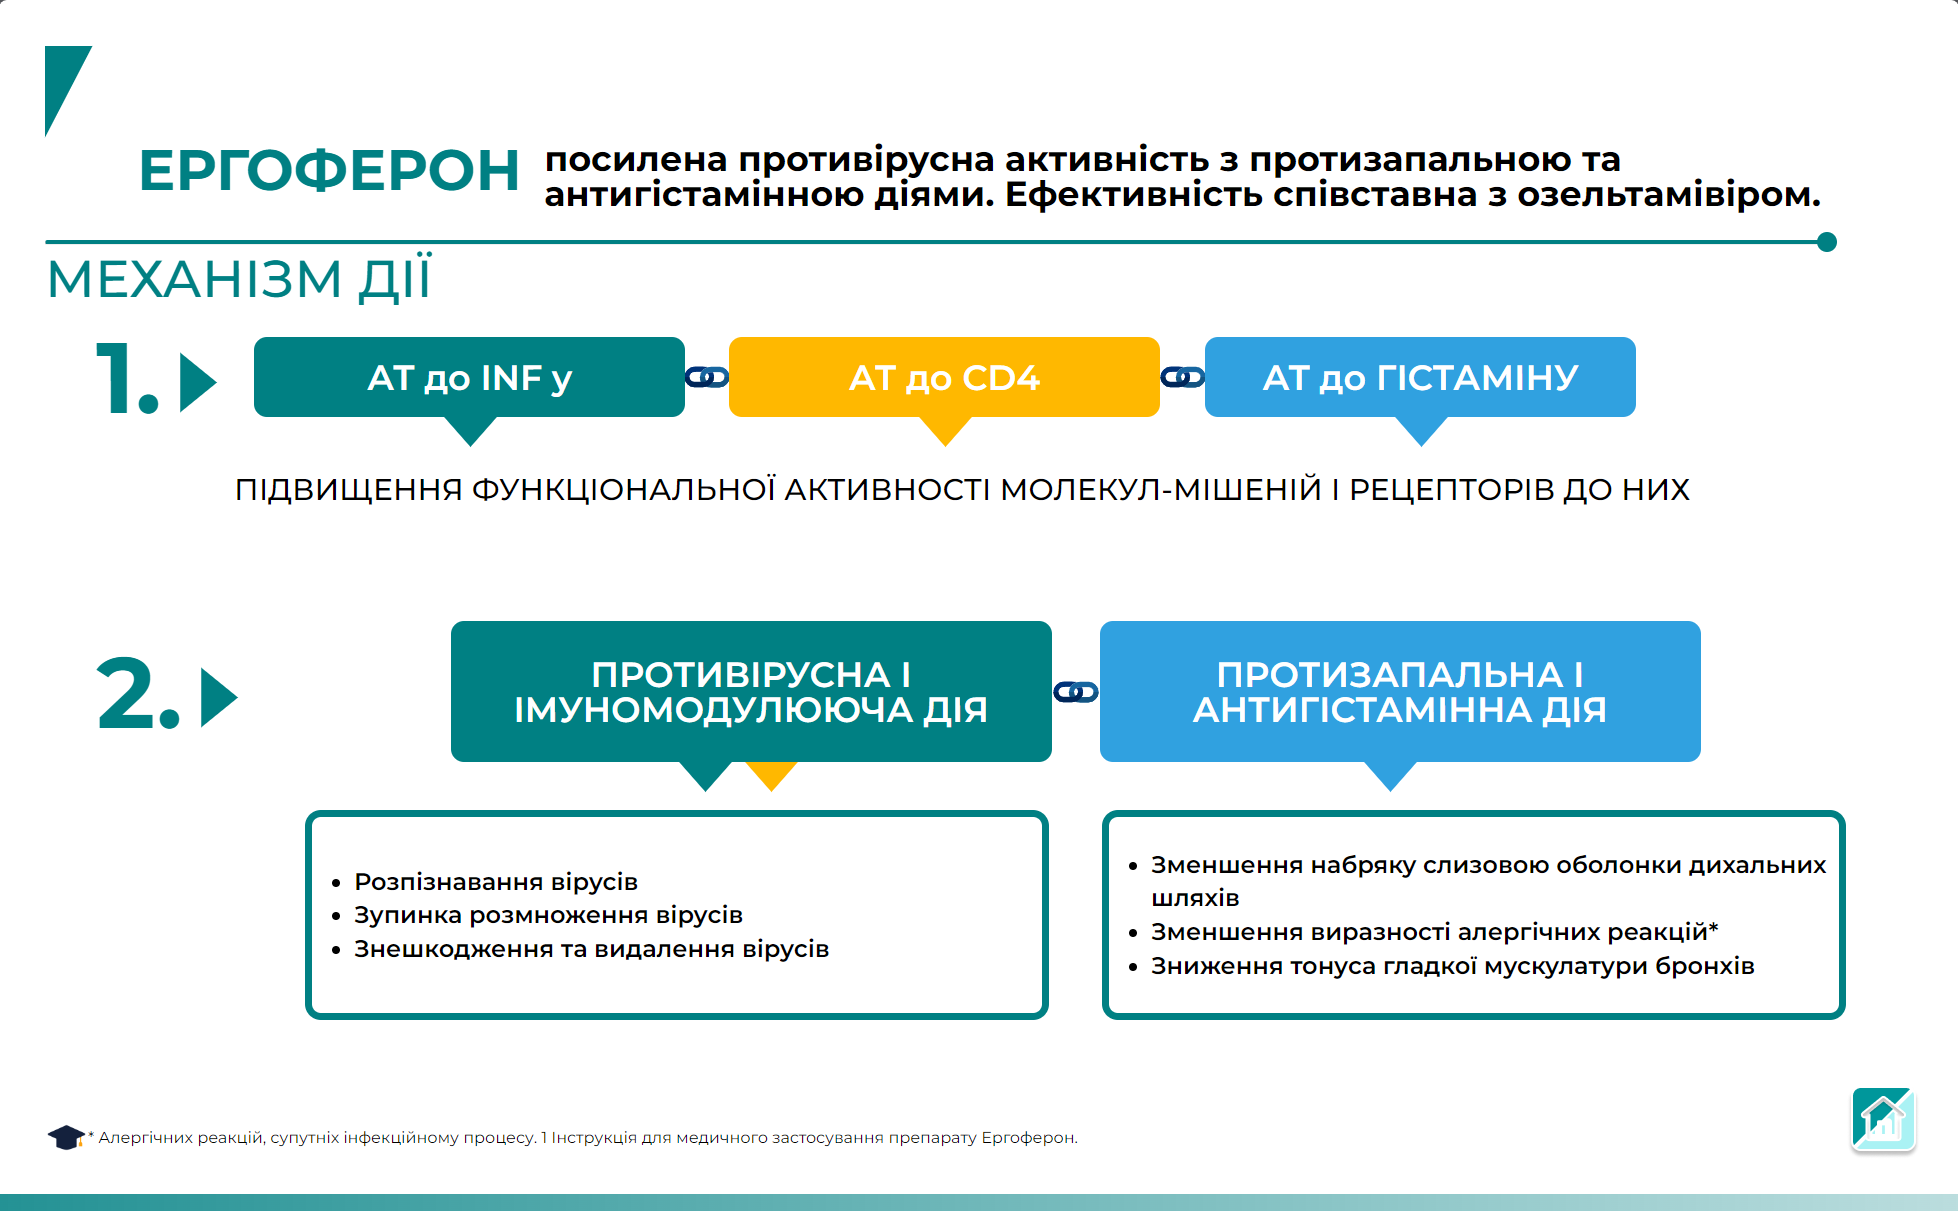 ЕРГОФЕРОН
посилена противірусна активність з протизапальною та
антигістамінною діями. Ефективність співставна з озельтамівіром.
МЕХАНІЗМ ДІЇ
1.
АТ до INF у
АТ до CD4
АТ до ГІСТАМІНУ
ПІДВИЩЕННЯ ФУНКЦІОНАЛЬНОЇ АКТИВНОСТІ МОЛЕКУЛ-МІШЕНІЙ І РЕЦЕПТОРІВ ДО НИХ
2.
ПРОТИВІРУСНА І
ІМУНОМОДУЛЮЮЧА ДІЯ
ПРОТИЗАПАЛЬНА І
АНТИГІСТАМІННА ДІЯ
• Розпізнавання вірусів
• Зупинка розмноження вірусів
• Знешкодження та видалення вірусів
• Зменшення набряку слизовою оболонки дихальних
шляхів
• Зменшення виразності алергічних реакцій*
• Зниження тонуса гладкої мускулатури бронхів
* Алергічних реакцій, супутніх інфекційному процесу. 1 Інструкція для медичного застосування препарату Ергоферон.